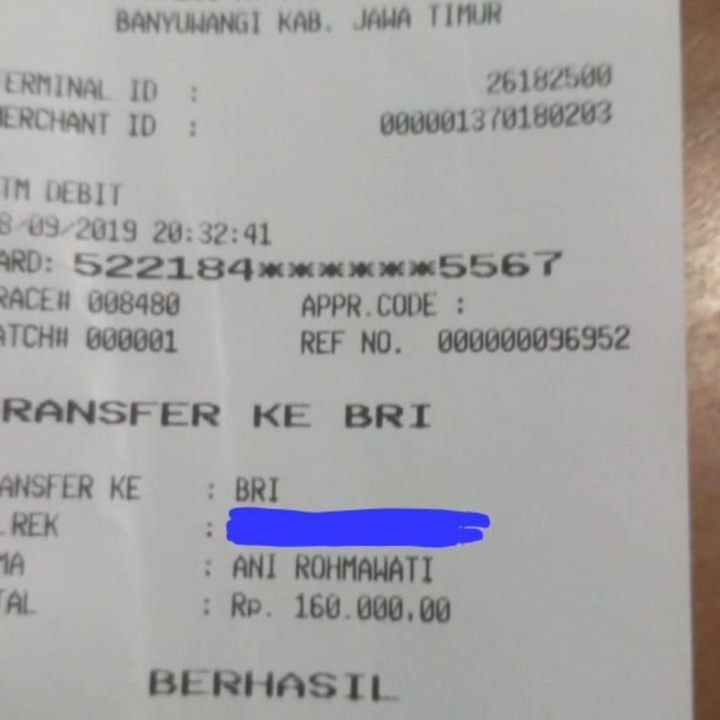 BANYUWANGI KAB. JAWA TIMUR
ERMINAL ID : 26182500
ERCHANT ID : 000001370180203
TM DEBIT
8/09/2019 20:32:41
ARD: 522184******5567
RACE# 008480 APPR.CODE :
ATCH# 000001 REF NO. 000000096952
RANSFER KE BRI
ANSFER KE : BRI
.REK :
MA : ANI ROHMAWATI
TAL : Rp. 160.000,00
BERHASIL